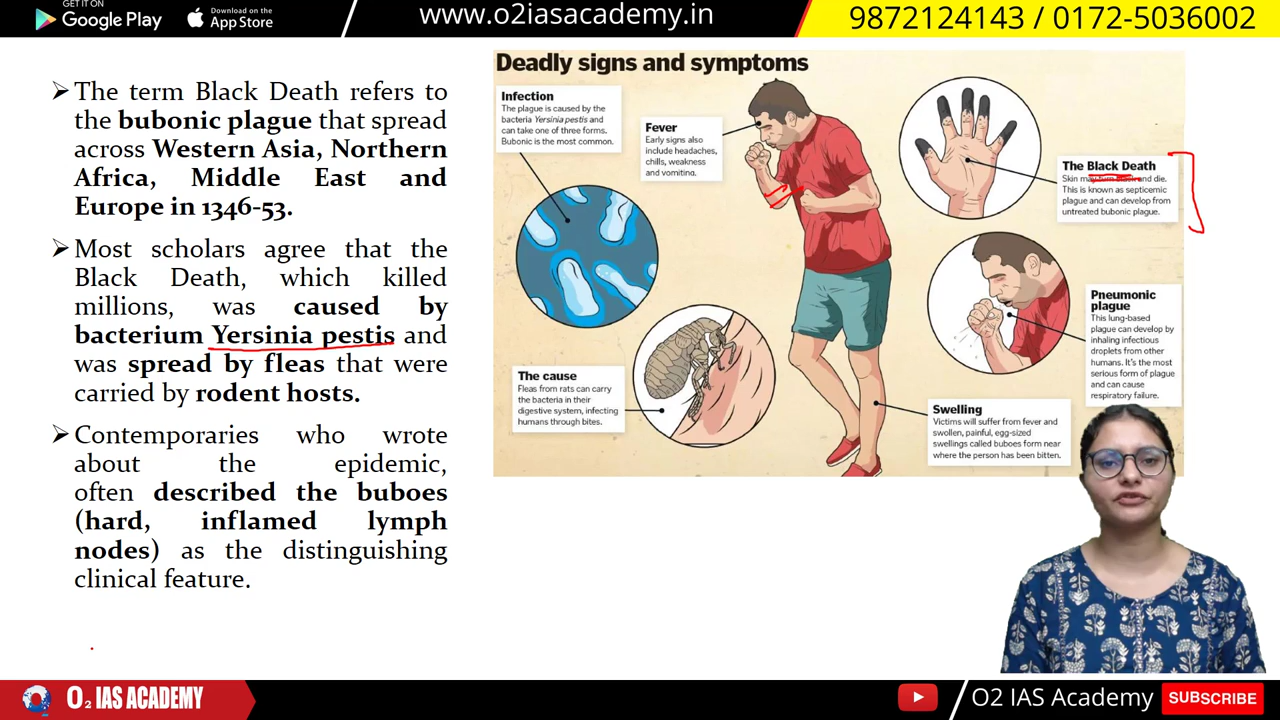 GET IT ON
Google Play
Download on the
App Store
www.o2iasacademy.in
9872124143 / 0172-5036002
➢ The term Black Death refers to
the bubonic plague that spread
across Western Asia, Northern
Africa, Middle East and
Europe in 1346-53.
➢ Most scholars agree that the
Black Death, which killed
millions, was caused by
bacterium Yersinia pestis and
was spread by fleas that were
carried by rodent hosts.
➢ Contemporaries who wrote
about the epidemic,
often described the buboes
(hard, inflamed lymph
nodes) as the distinguishing
clinical feature.
Deadly signs and symptoms
Infection
The plague is caused by the
bacteria Yersinia pestis and
can take one of three forms.
Bubonic is the most common.
Fever
Early signs also
include headaches,
chills, weakness
and vomiting.
The Black Death
Skin may and die.
This is known as septicemic
plague and can develop from
untreated bubonic plague.
Pneumonic
plague
This lung-based
plague can develop by
inhaling infectious
droplets from other
humans. It's the most
serious form of plague
and can cause
respiratory failure.
The cause
Fleas from rats can carry
the bacteria in their
digestive system, infecting
humans through bites.
Swelling
Victims will suffer from fever and
swollen, painful, egg-sized
swellings called buboes form near
where the person has been bitten.
O2 IAS ACADEMY
O2 IAS Academy
SUBSCRIBE